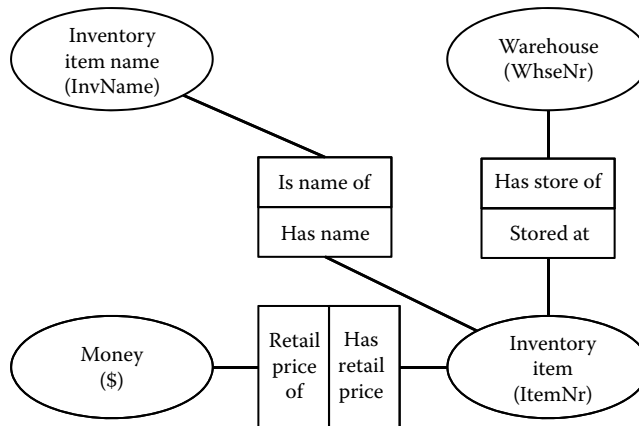 Inventory
item name
(InvName)
Warehouse
(WhseNr)
Is name of
Has name
Has store of
Stored at
Money
($)
Retail
price
of
Has
retail
price
Inventory
item
(ItemNr)